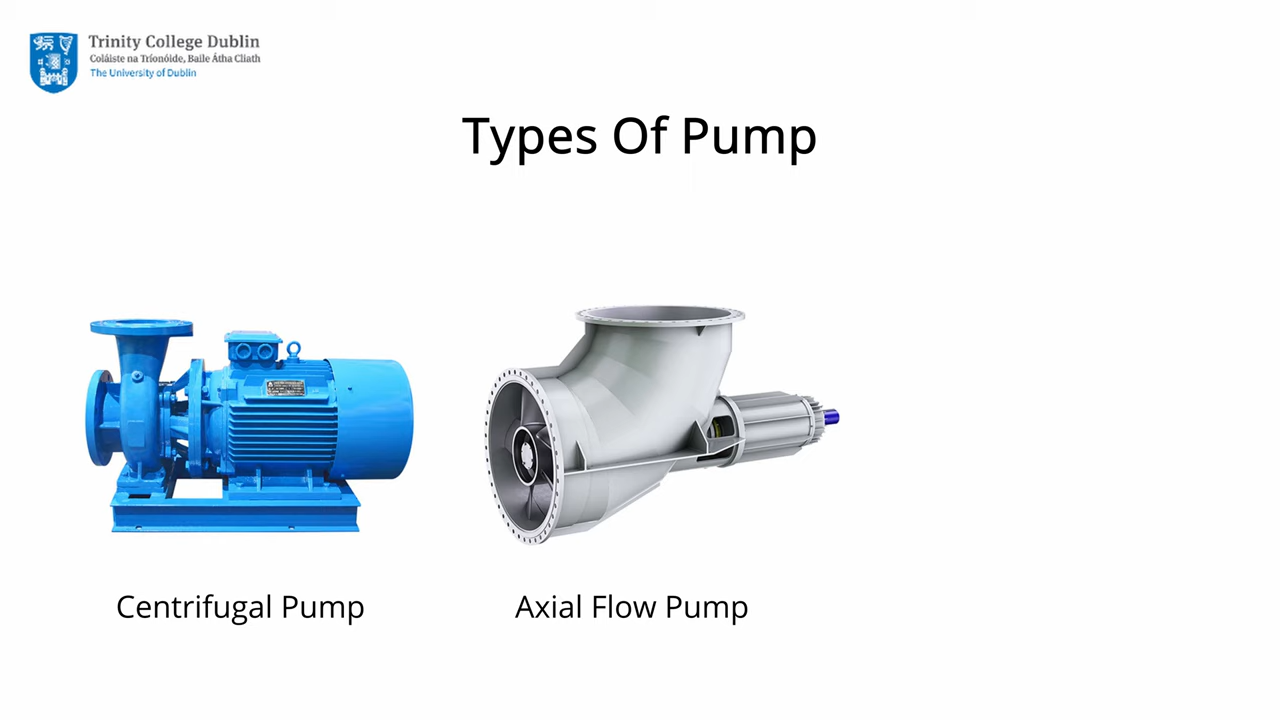 Trinity College Dublin
Coláiste na Tríonóide, Baile Átha Cliath
The University of Dublin
Types Of Pump
Centrifugal Pump
Axial Flow Pump